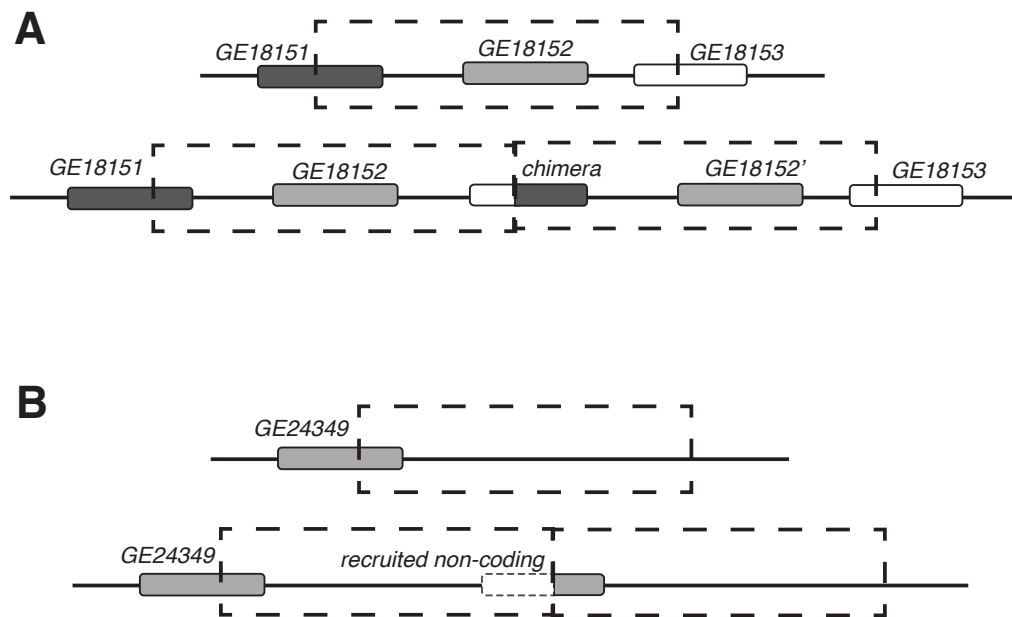 A
GE18151 GE18152 GE18153
GE18151 GE18152 chimera GE18152’ GE18153
B
GE24349
GE24349 recruited non-coding